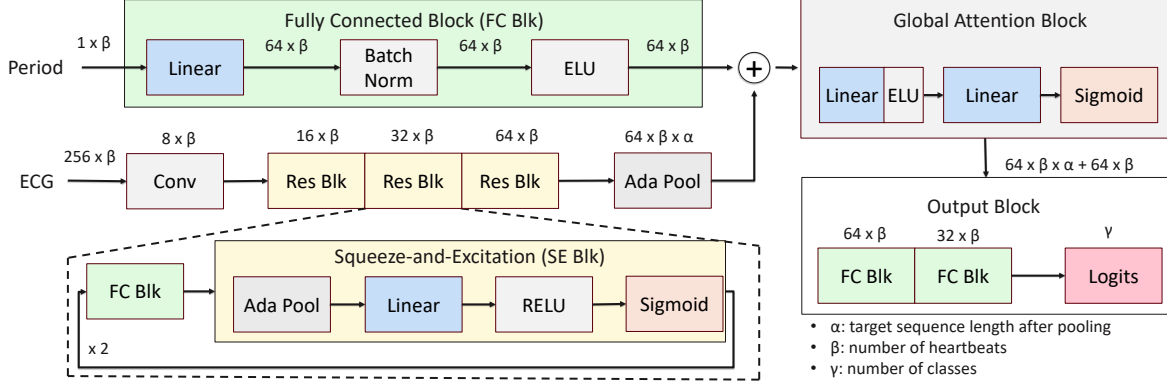 Fully Connected Block (FC Blk)
Period
1 x β
Linear
64 x β
Batch
Norm
64 x β
ELU
64 x β
+
ECG
256 x β
8 x β
Conv
16 x β
32 x β
64 x β
Res Blk
Res Blk
Res Blk
64 x β x α
Ada Pool
FC Blk
Squeeze-and-Excitation (SE Blk)
Ada Pool
Linear
RELU
Sigmoid
x 2
Global Attention Block
Linear
ELU
Linear
Sigmoid
64 x β x α + 64 x β
Output Block
64 x β
32 x β
γ
FC Blk
FC Blk
Logits
• α: target sequence length after pooling
• β: number of heartbeats
• γ: number of classes